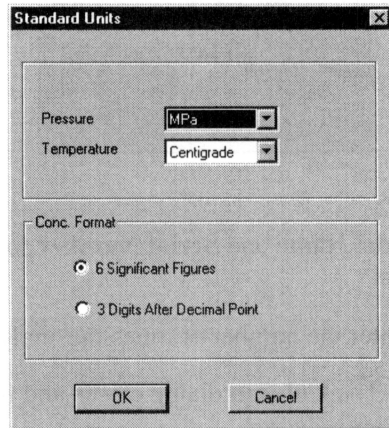 Standard Units
Pressure MPa
Temperature Centigrade
Conc. Format
6 Significant Figures
3 Digits After Decimal Point
OK Cancel